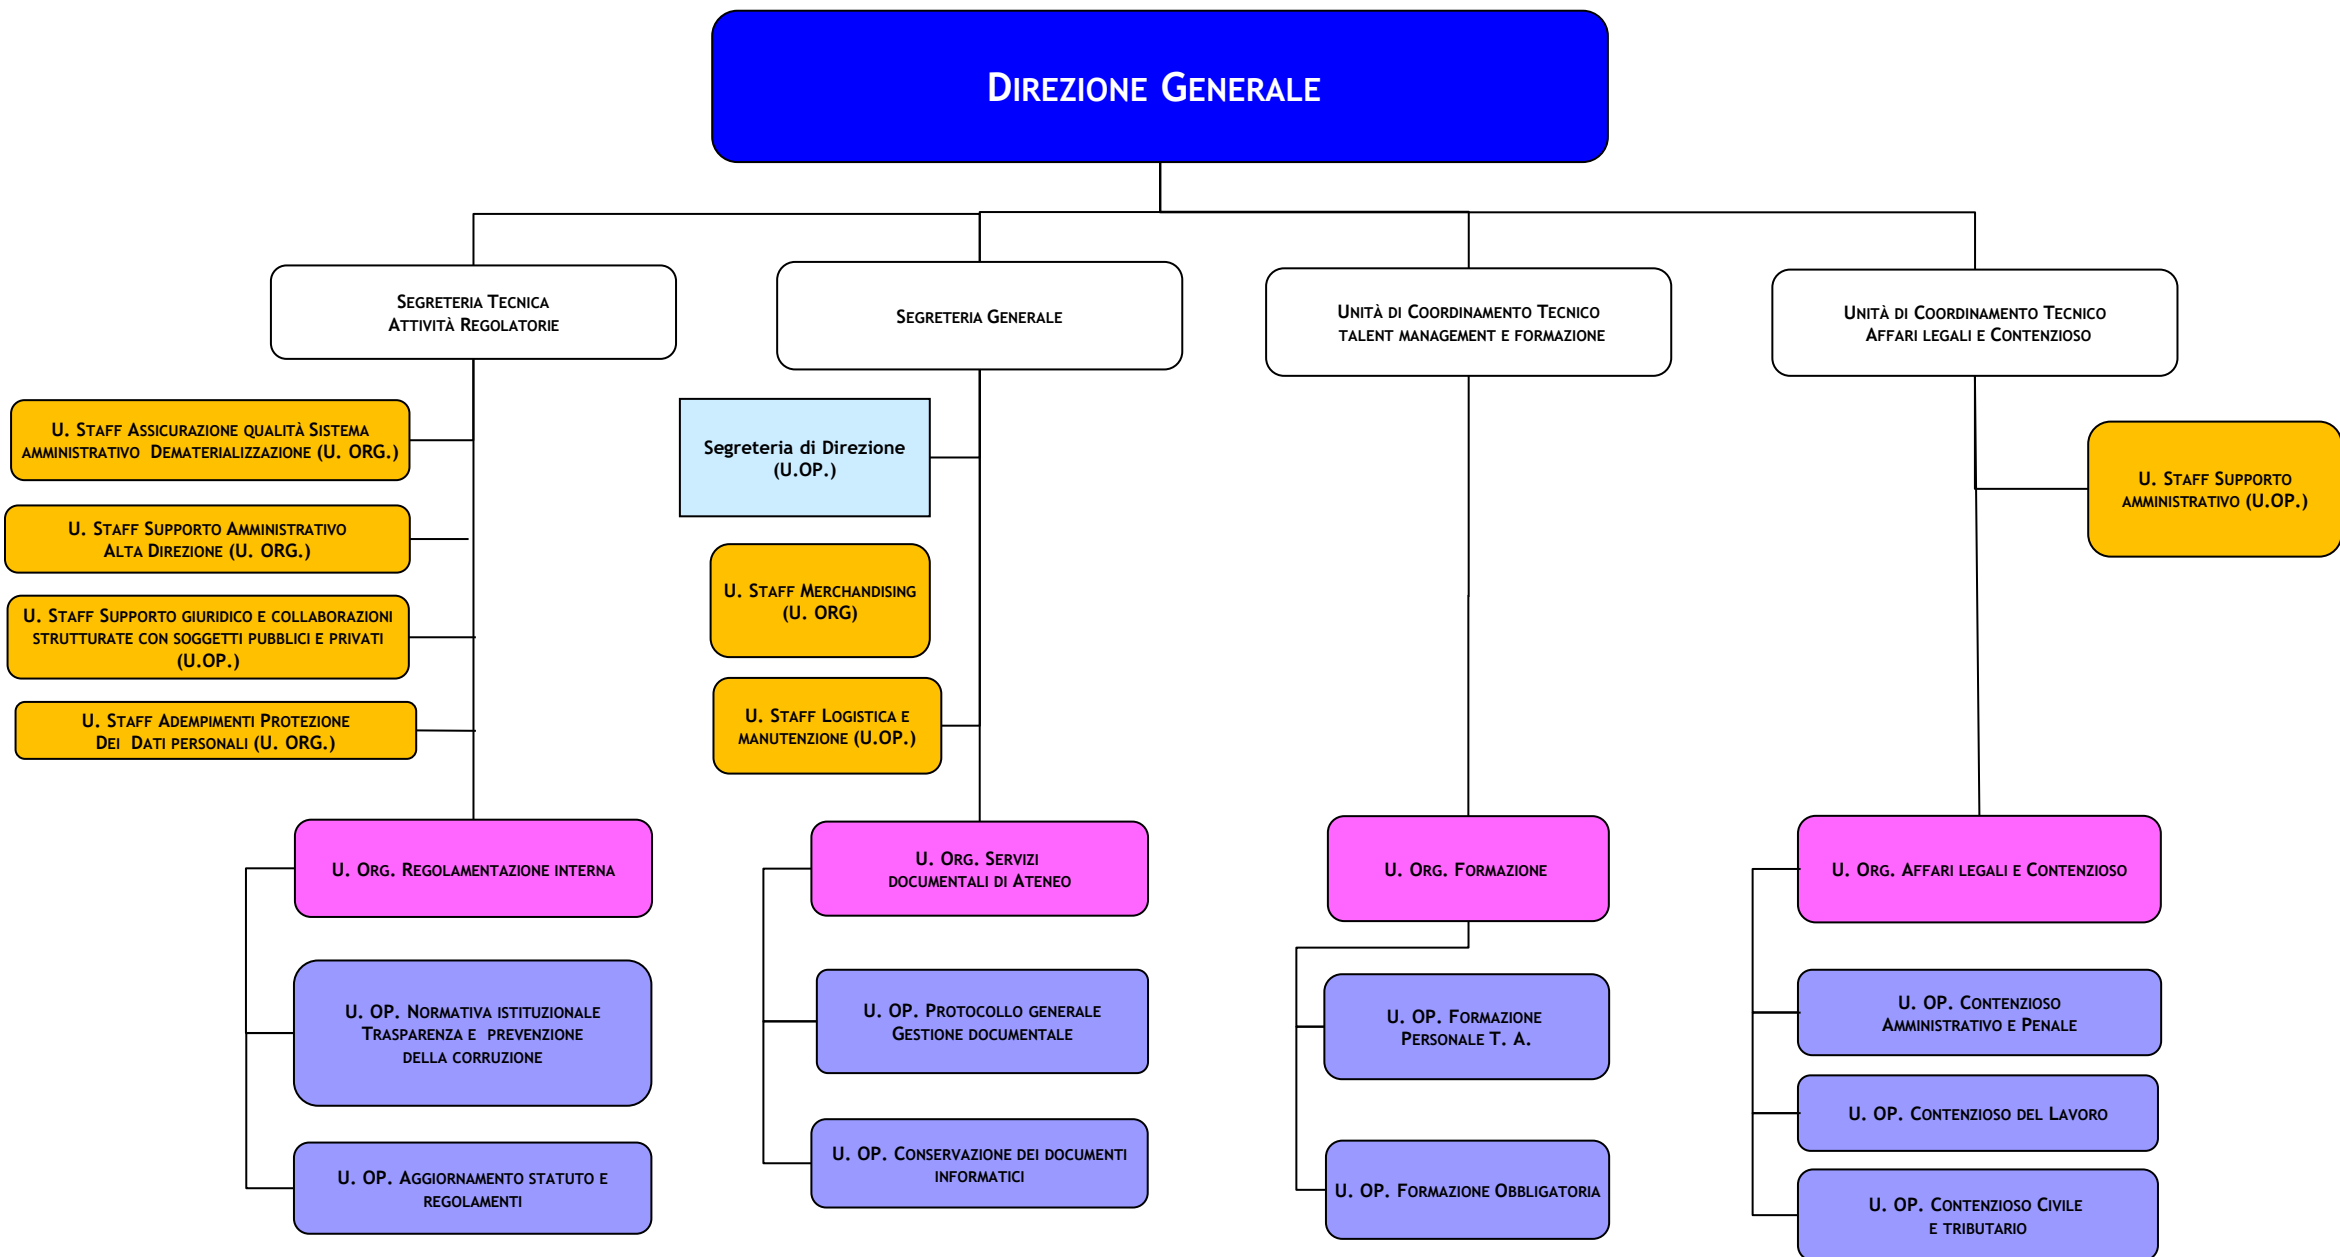 Direzione Generale
Segreteria Tecnica
Attività Regolatorie
Segreteria Generale
Unità di Coordinamento Tecnico
talent management e formazione
Unità di Coordinamento Tecnico
Affari legali e Contenzioso
U. Staff Assicurazione qualità Sistema
amministrativo Dematerializzazione (U. ORG.)
U. Staff Supporto Amministrativo
Alta Direzione (U. ORG.)
U. Staff Supporto giuridico e collaborazioni
strutturate con soggetti pubblici e privati
(U.OP.)
U. Staff Adempimenti Protezione
Dei Dati personali (U. ORG.)
Segreteria di Direzione
(U.OP.)
U. Staff Merchandising
(U. ORG)
U. Staff Logistica e
manutenzione (U.OP.)
U. Staff Supporto
amministrativo (U.OP.)
U. Org. Regolamentazione interna
U. OP. Normativa istituzionale
Trasparenza e prevenzione
della corruzione
U. OP. Aggiornamento statuto e
regolamenti
U. Org. Servizi
documentali di Ateneo
U. OP. Protocollo generale
Gestione documentale
U. OP. Conservazione dei documenti
informatici
U. Org. Formazione
U. OP. Formazione
Personale T. A.
U. OP. Formazione Obbligatoria
U. Org. Affari legali e Contenzioso
U. OP. Contenzioso
Amministrativo e Penale
U. OP. Contenzioso del Lavoro
U. OP. Contenzioso Civile
e tributario